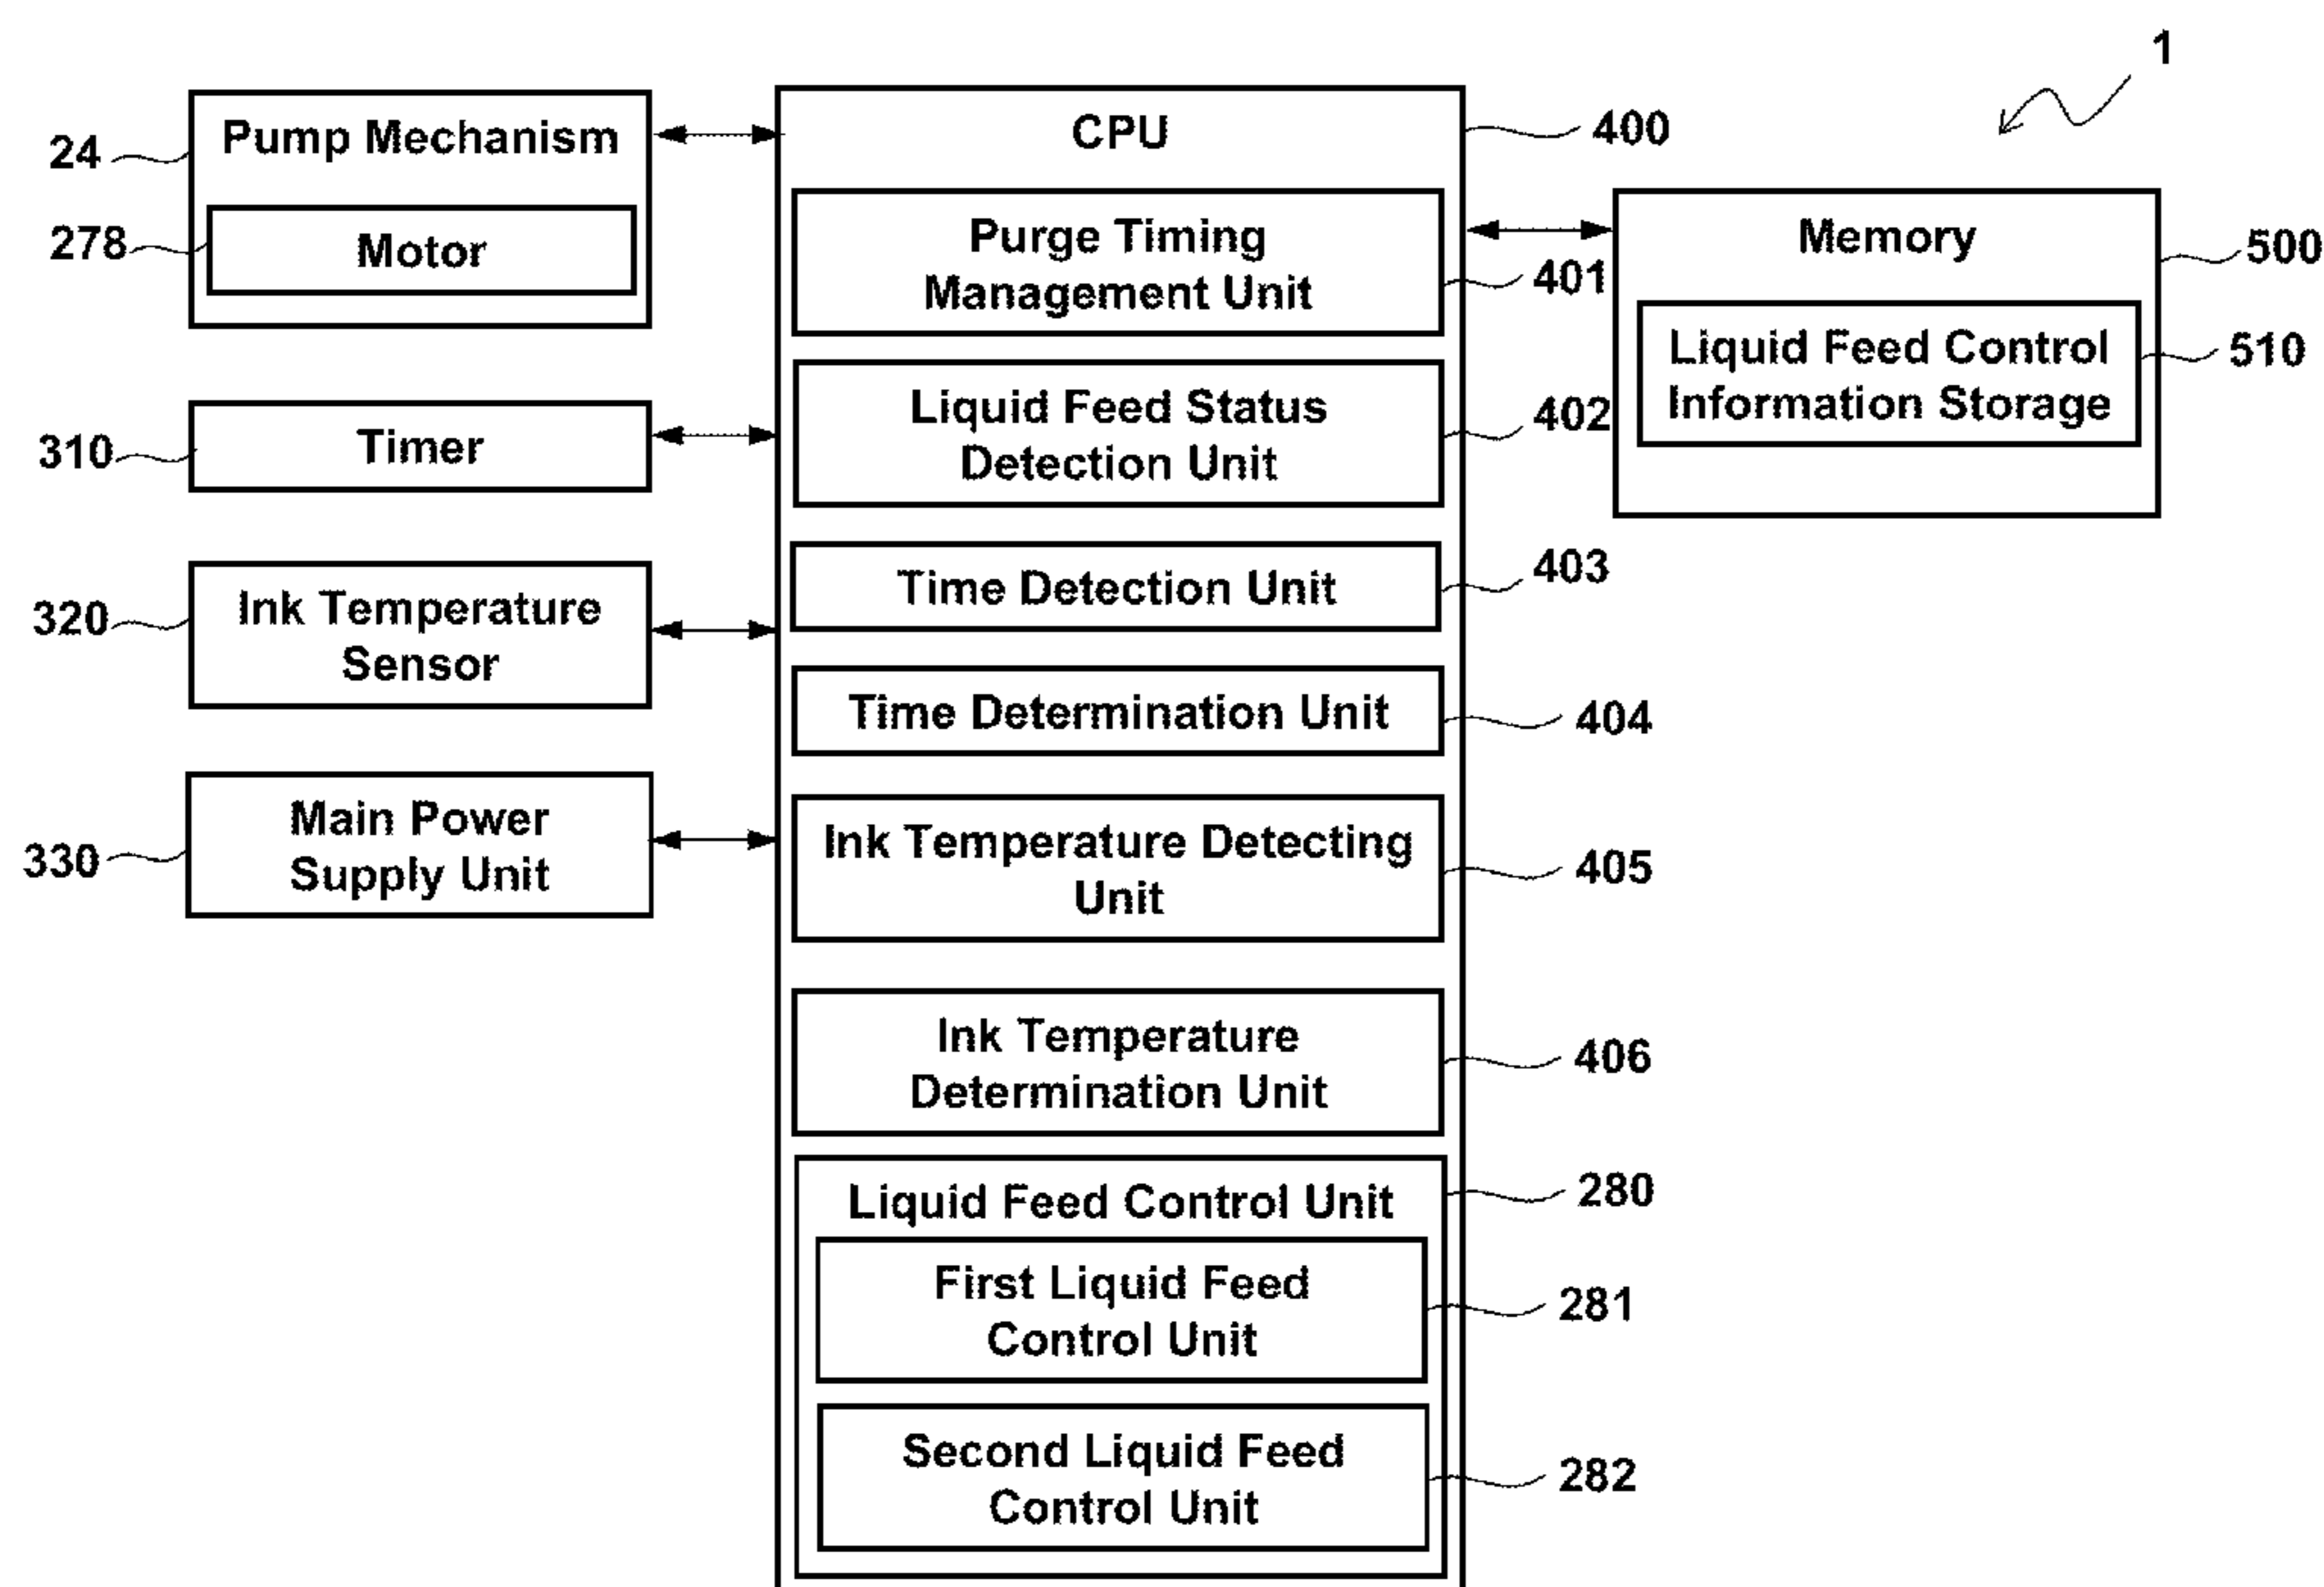 1
24
Pump Mechanism
278
Motor
310
Timer
320
Ink Temperature
Sensor
330
Main Power
Supply Unit
CPU
400
Purge Timing
Management Unit
401
Liquid Feed Status
Detection Unit
402
Time Detection Unit
403
Time Determination Unit
404
Ink Temperature Detecting
Unit
405
Ink Temperature
Determination Unit
406
Liquid Feed Control Unit
280
First Liquid Feed
Control Unit
281
Second Liquid Feed
Control Unit
282
Memory
500
Liquid Feed Control
Information Storage
510